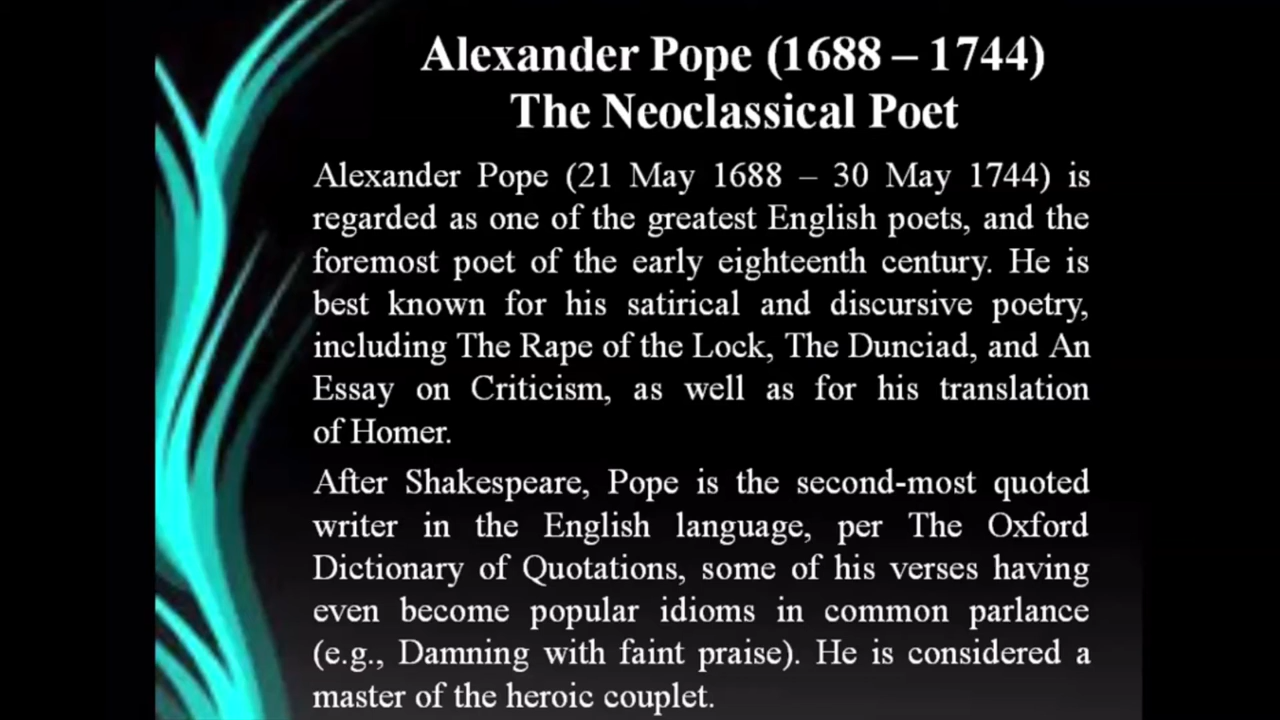 Alexander Pope (1688 – 1744)
The Neoclassical Poet
Alexander Pope (21 May 1688 – 30 May 1744) is
regarded as one of the greatest English poets, and the
foremost poet of the early eighteenth century. He is
best known for his satirical and discursive poetry,
including The Rape of the Lock, The Dunciad, and An
Essay on Criticism, as well as for his translation
of Homer.
After Shakespeare, Pope is the second-most quoted
writer in the English language, per The Oxford
Dictionary of Quotations, some of his verses having
even become popular idioms in common parlance
(e.g., Damning with faint praise). He is considered a
master of the heroic couplet.